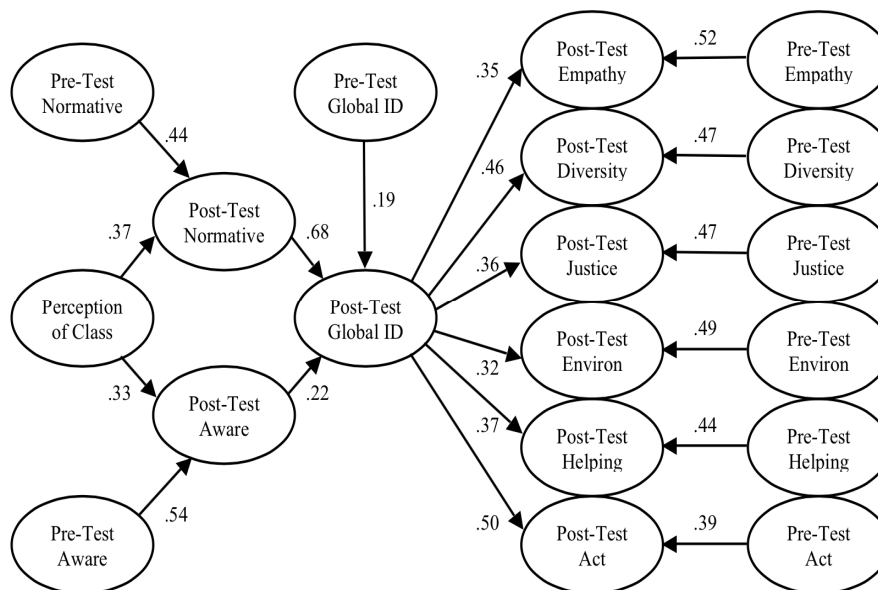 Pre-Test
Normative
Pre-Test
Global ID
Post-Test
Empathy
Pre-Test
Empathy
.52
.35
.44
Post-Test
Diversity
Pre-Test
Diversity
.47
.46
.19
Post-Test
Normative
.37
.68
Post-Test
Justice
Pre-Test
Justice
.47
.36
Perception
of Class
Post-Test
Global ID
Post-Test
Environ
Pre-Test
Environ
.49
.32
.33
.22
Post-Test
Aware
.37
Post-Test
Helping
Pre-Test
Helping
.44
.54
.50
Pre-Test
Aware
Post-Test
Act
Pre-Test
Act
.39